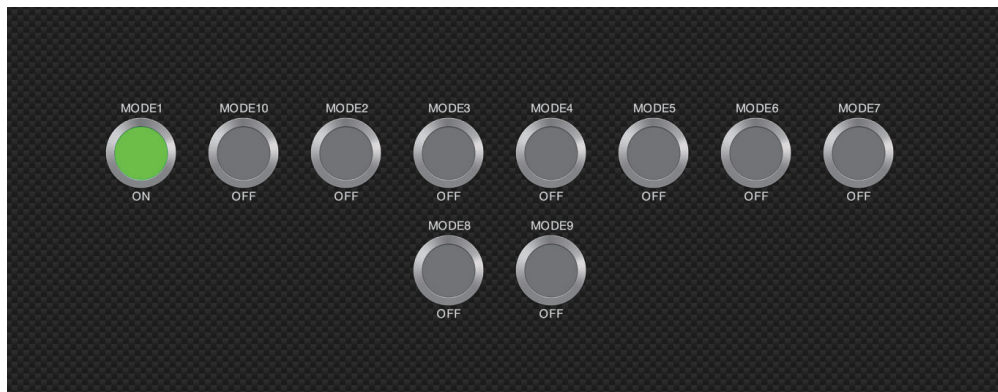 MODE1 MODE10 MODE2 MODE3 MODE4 MODE5 MODE6 MODE7
ON OFF OFF OFF OFF OFF OFF OFF
MODE8 MODE9
OFF OFF